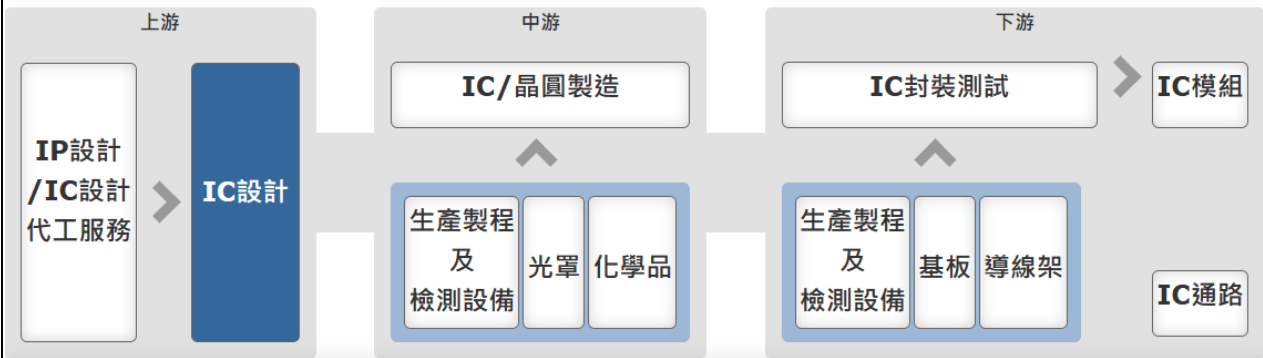 上游
IP設計
/IC設計
代工服務
IC設計
中游
IC/晶圓製造
生產製程
及
檢測設備
光罩
化學品
下游
IC封裝測試
IC模組
生產製程
及
檢測設備
基板
導線架
IC通路